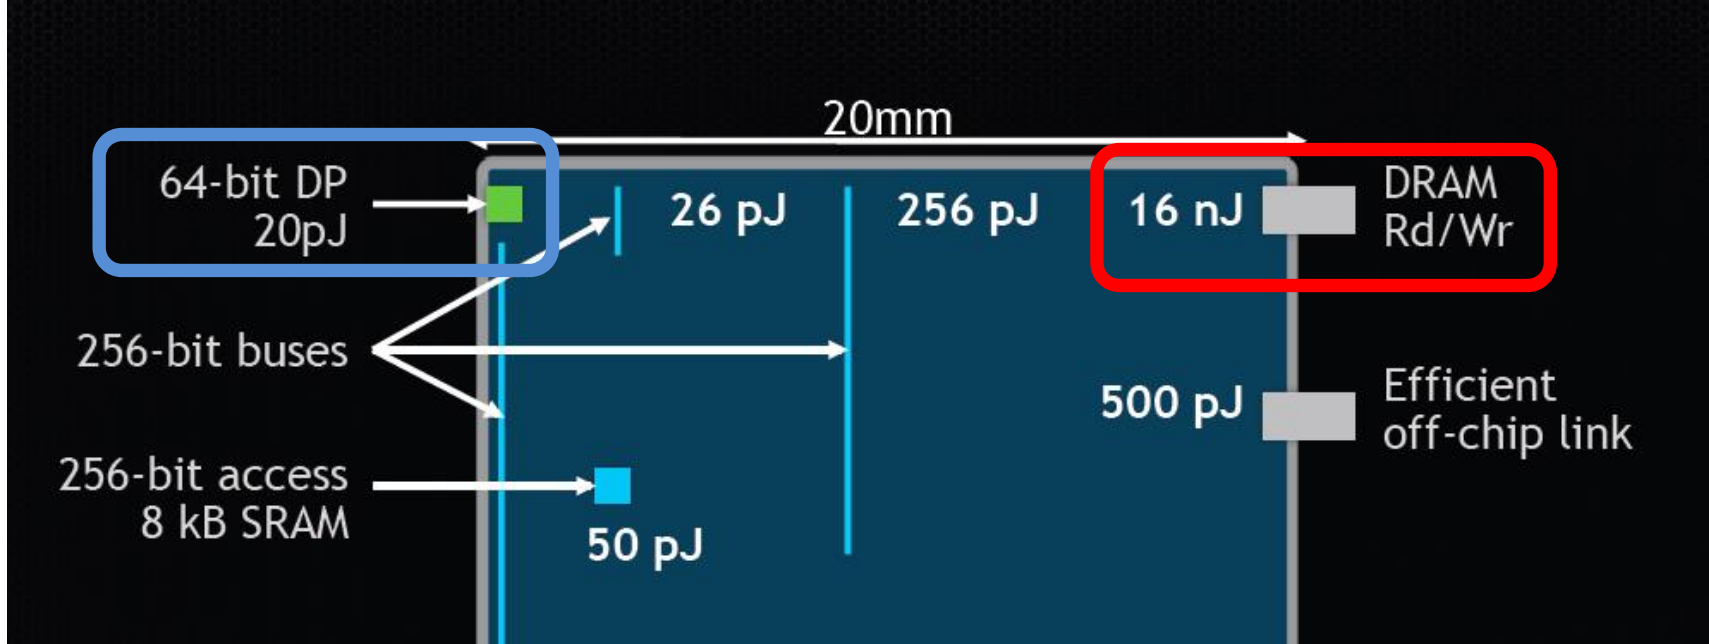 20mm
64-bit DP
20pJ
26 pJ
256 pJ
16 nJ
DRAM
Rd/Wr
256-bit buses
500 pJ
Efficient
off-chip link
256-bit access
8 kB SRAM
50 pJ